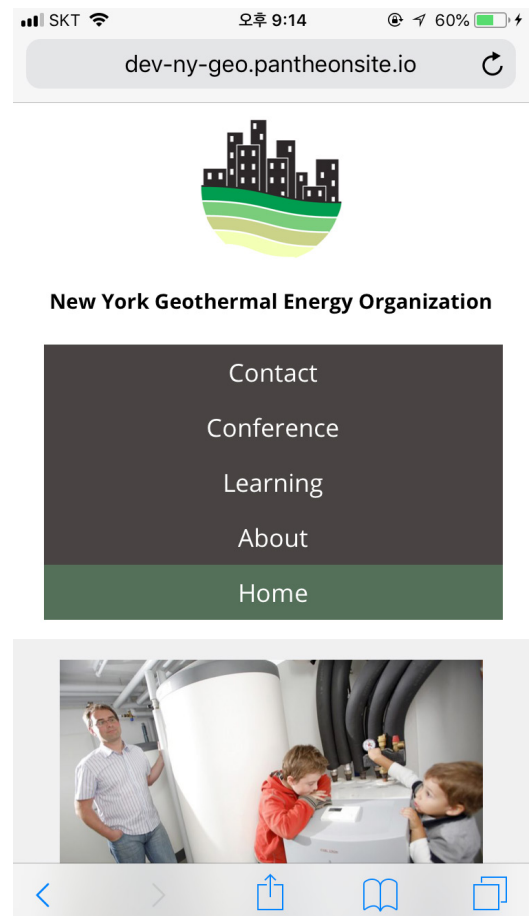 SKT 오후 9:14 60%
dev-ny-geo.pantheonsite.io
New York Geothermal Energy Organization
Contact
Conference
Learning
About
Home